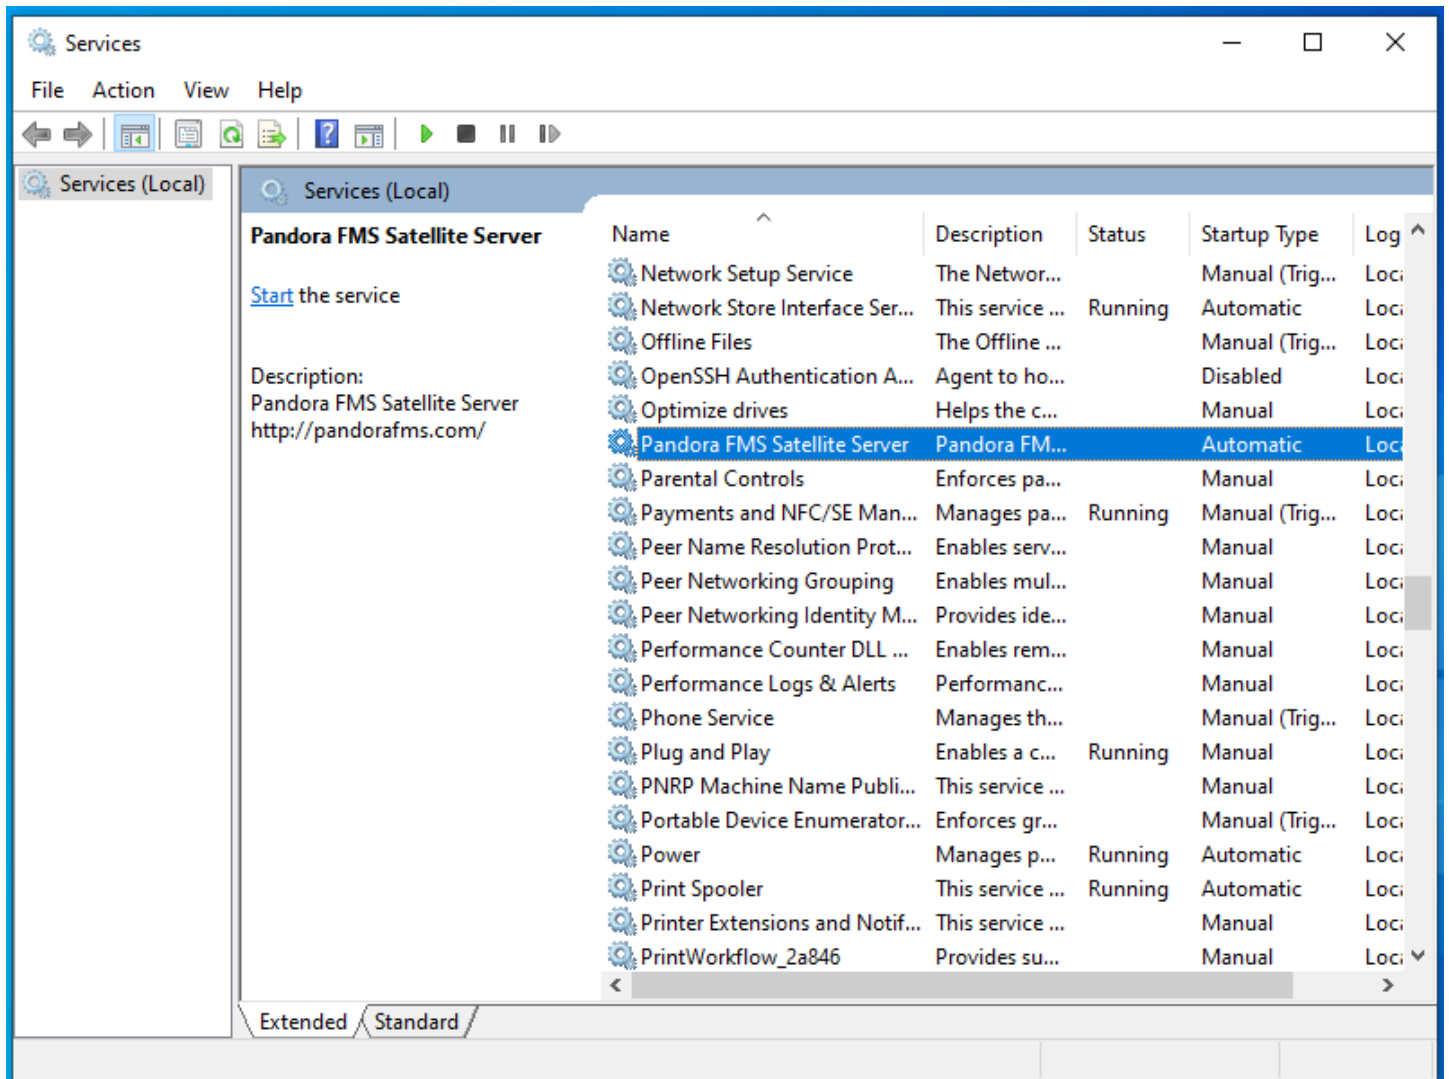 Services
File Action View Help
Services (Local)
Services (Local)
Pandora FMS Satellite Server
Start the service
Description:
Pandora FMS Satellite Server
http://pandorafms.com/
Name Description Status Startup Type Log
Network Setup Service The Networ... Manual (Trig... Loca
Network Store Interface Ser... This service ... Running Automatic Loca
Offline Files The Offline ... Manual (Trig... Loca
OpenSSH Authentication A... Agent to ho... Disabled Loca
Optimize drives Helps the c... Manual Loca
Pandora FMS Satellite Server Pandora FM... Automatic Loca
Parental Controls Enforces pa... Manual Loca
Payments and NFC/SE Man... Manages pa... Running Manual (Trig... Loca
Peer Name Resolution Prot... Enables serv... Manual Loca
Peer Networking Grouping Enables mul... Manual Loca
Peer Networking Identity M... Provides ide... Manual Loca
Performance Counter DLL ... Enables rem... Manual Loca
Performance Logs & Alerts Performanc... Manual Loca
Phone Service Manages th... Manual (Trig... Loca
Plug and Play Enables a c... Running Manual Loca
PNRP Machine Name Publi... This service ... Manual Loca
Portable Device Enumerator... Enforces gr... Manual (Trig... Loca
Power Manages p... Running Automatic Loca
Print Spooler This service ... Running Automatic Loca
Printer Extensions and Notif... This service ... Manual Loca
PrintWorkflow_2a846 Provides su... Manual Loca
Extended Standard